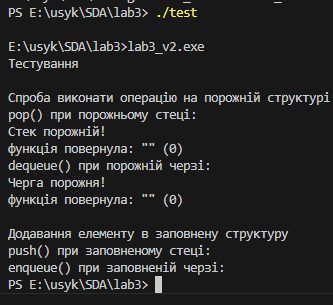 PS E:\usyk\SDA\lab3> ./test
E:\usyk\SDA\lab3>lab3_v2.exe
Тестування
Спроба виконати операцію на порожній структурі
pop() при порожньому стеці:
Стек порожній!
функція повернула: "" (0)
dequeue() при порожній черзі:
Черга порожня!
функція повернула: "" (0)
Додавання елементу в заповнену структуру
push() при заповненому стеці:
enqueue() при заповненій черзі:
PS E:\usyk\SDA\lab3>